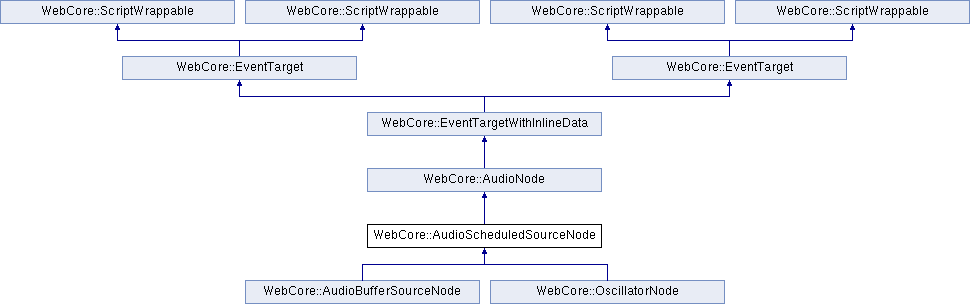 WebCore::ScriptWrappable
WebCore::ScriptWrappable
WebCore::ScriptWrappable
WebCore::ScriptWrappable
WebCore::EventTarget
WebCore::EventTarget
WebCore::EventTargetWithInlineData
WebCore::AudioNode
WebCore::AudioScheduledSourceNode
WebCore::AudioBufferSourceNode
WebCore::OscillatorNode